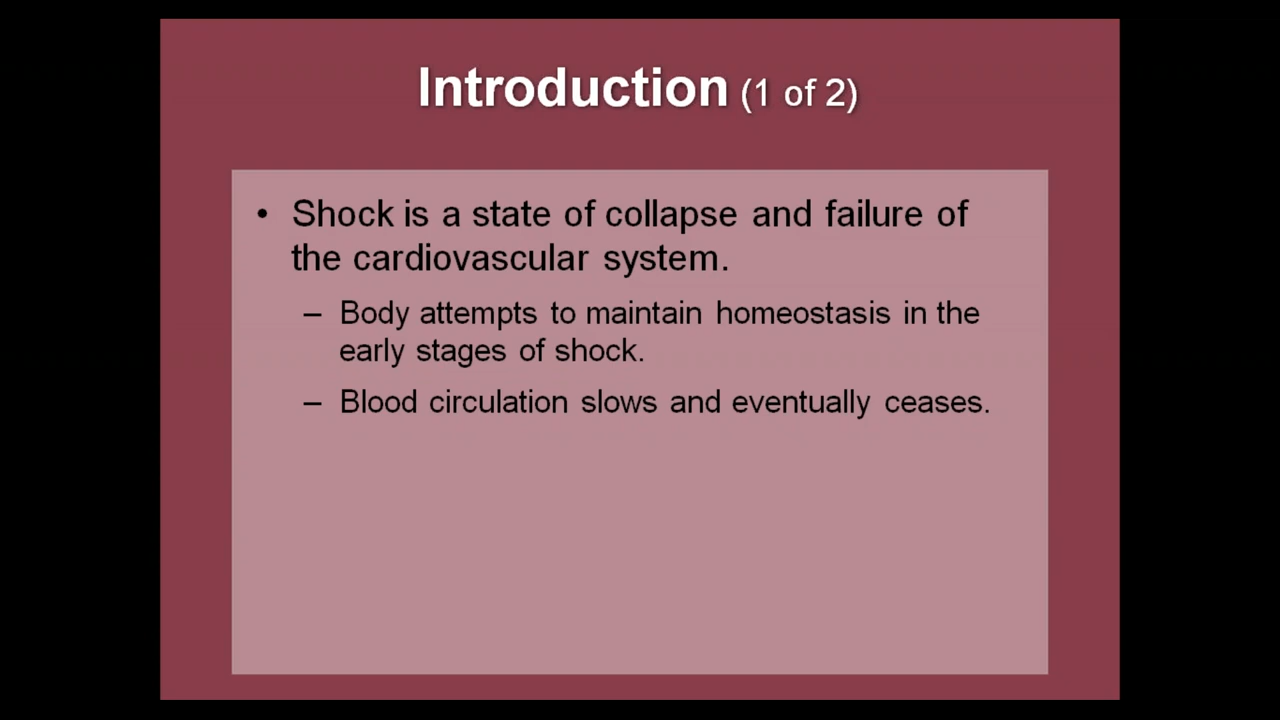 Introduction (1 of 2)
• Shock is a state of collapse and failure of
the cardiovascular system.
– Body attempts to maintain homeostasis in the
early stages of shock.
– Blood circulation slows and eventually ceases.